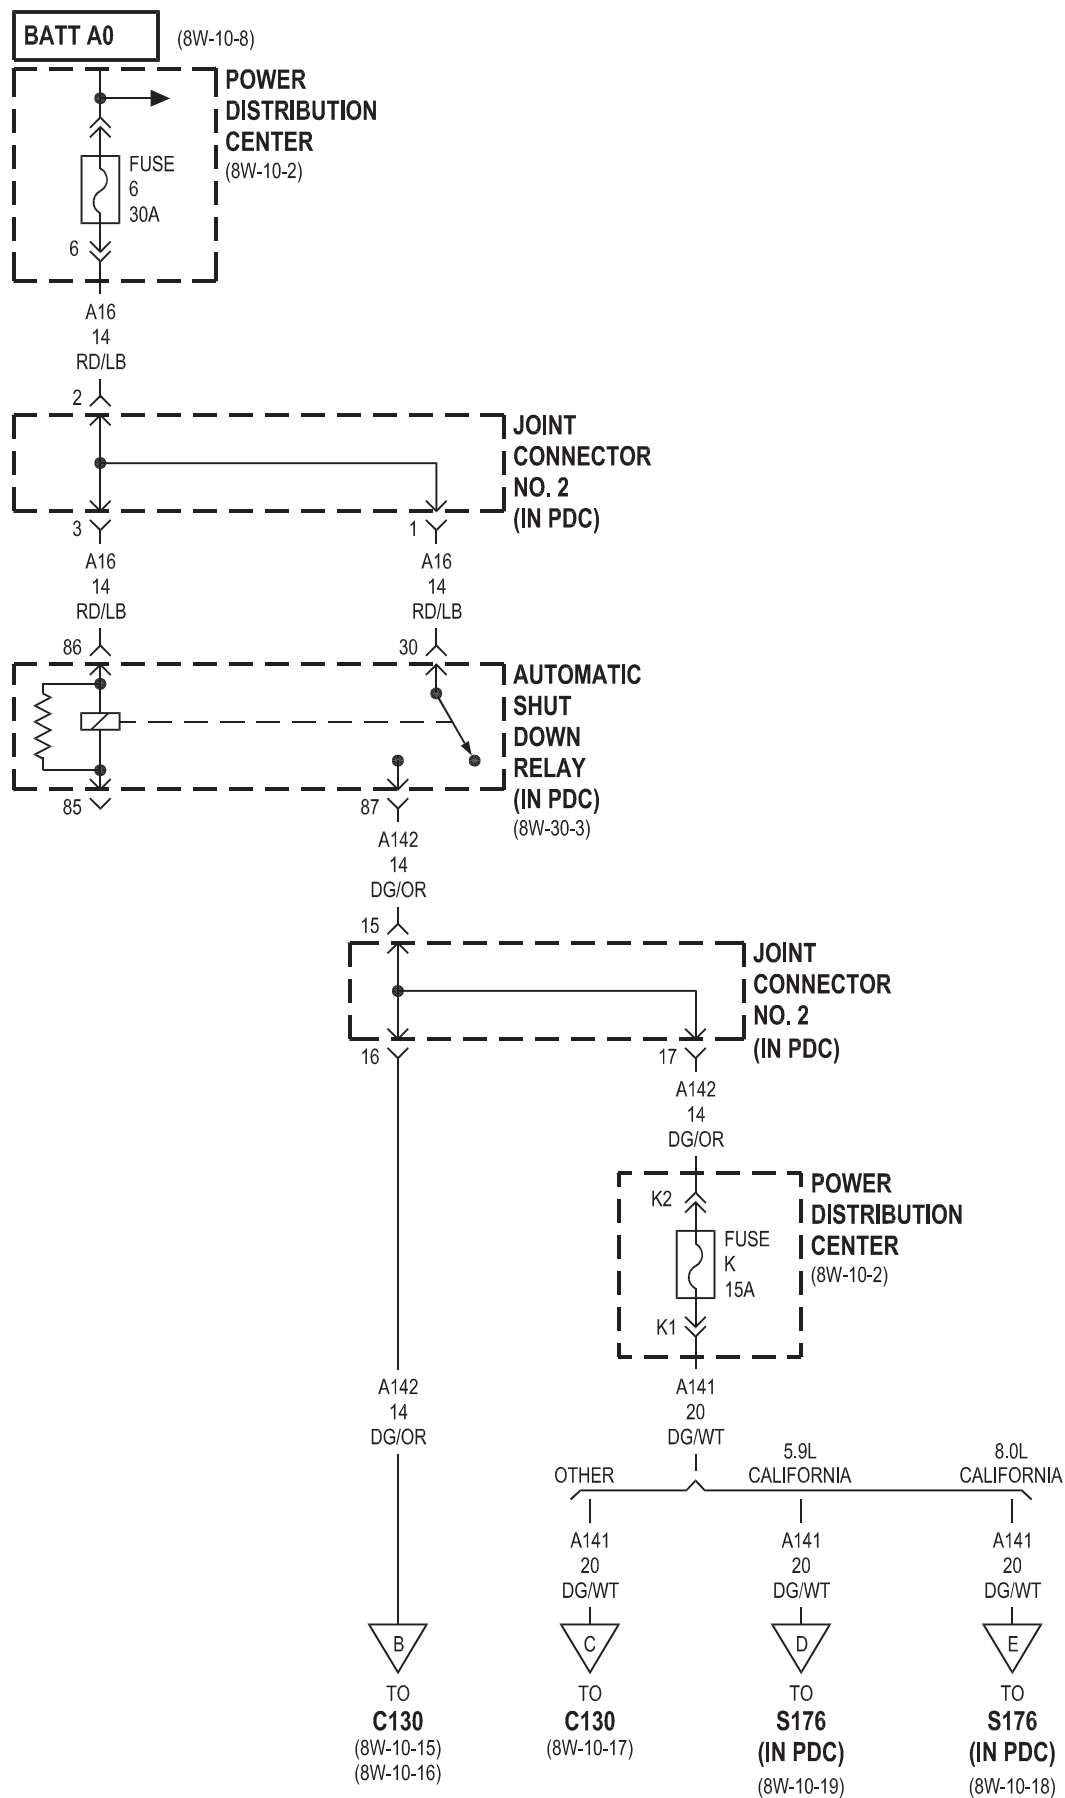 BATT A0
(8W-10-8)
POWER
DISTRIBUTION
CENTER
(8W-10-2)
FUSE
6
30A
6
A16
14
RD/LB
2
JOINT
CONNECTOR
NO. 2
(IN PDC)
3
1
A16
14
RD/LB
A16
14
RD/LB
86
30
AUTOMATIC
SHUT
DOWN
RELAY
(IN PDC)
(8W-30-3)
85
87
A142
14
DG/OR
15
JOINT
CONNECTOR
NO. 2
(IN PDC)
16
17
A142
14
DG/OR
K2
POWER
DISTRIBUTION
CENTER
(8W-10-2)
FUSE
K
15A
K1
A142
14
DG/OR
A141
20
DG/WT
OTHER
5.9L
CALIFORNIA
8.0L
CALIFORNIA
A141
20
DG/WT
A141
20
DG/WT
A141
20
DG/WT
B
TO
C130
(8W-10-15)
(8W-10-16)
C
TO
C130
(8W-10-17)
D
TO
S176
(IN PDC)
(8W-10-19)
E
TO
S176
(IN PDC)
(8W-10-18)